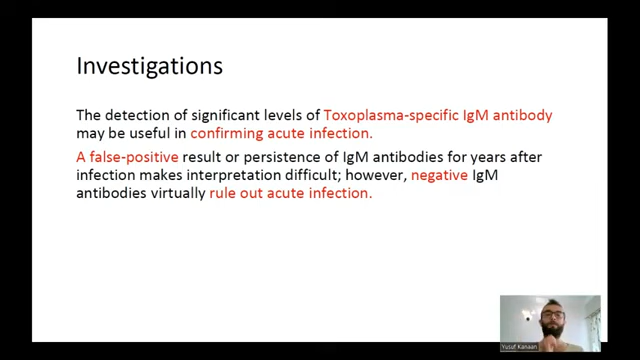 Investigations
The detection of significant levels of Toxoplasma-specific IgM antibody
may be useful in confirming acute infection.
A false-positive result or persistence of IgM antibodies for years after
infection makes interpretation difficult; however, negative IgM
antibodies virtually rule out acute infection.
Yusuf Kanaan